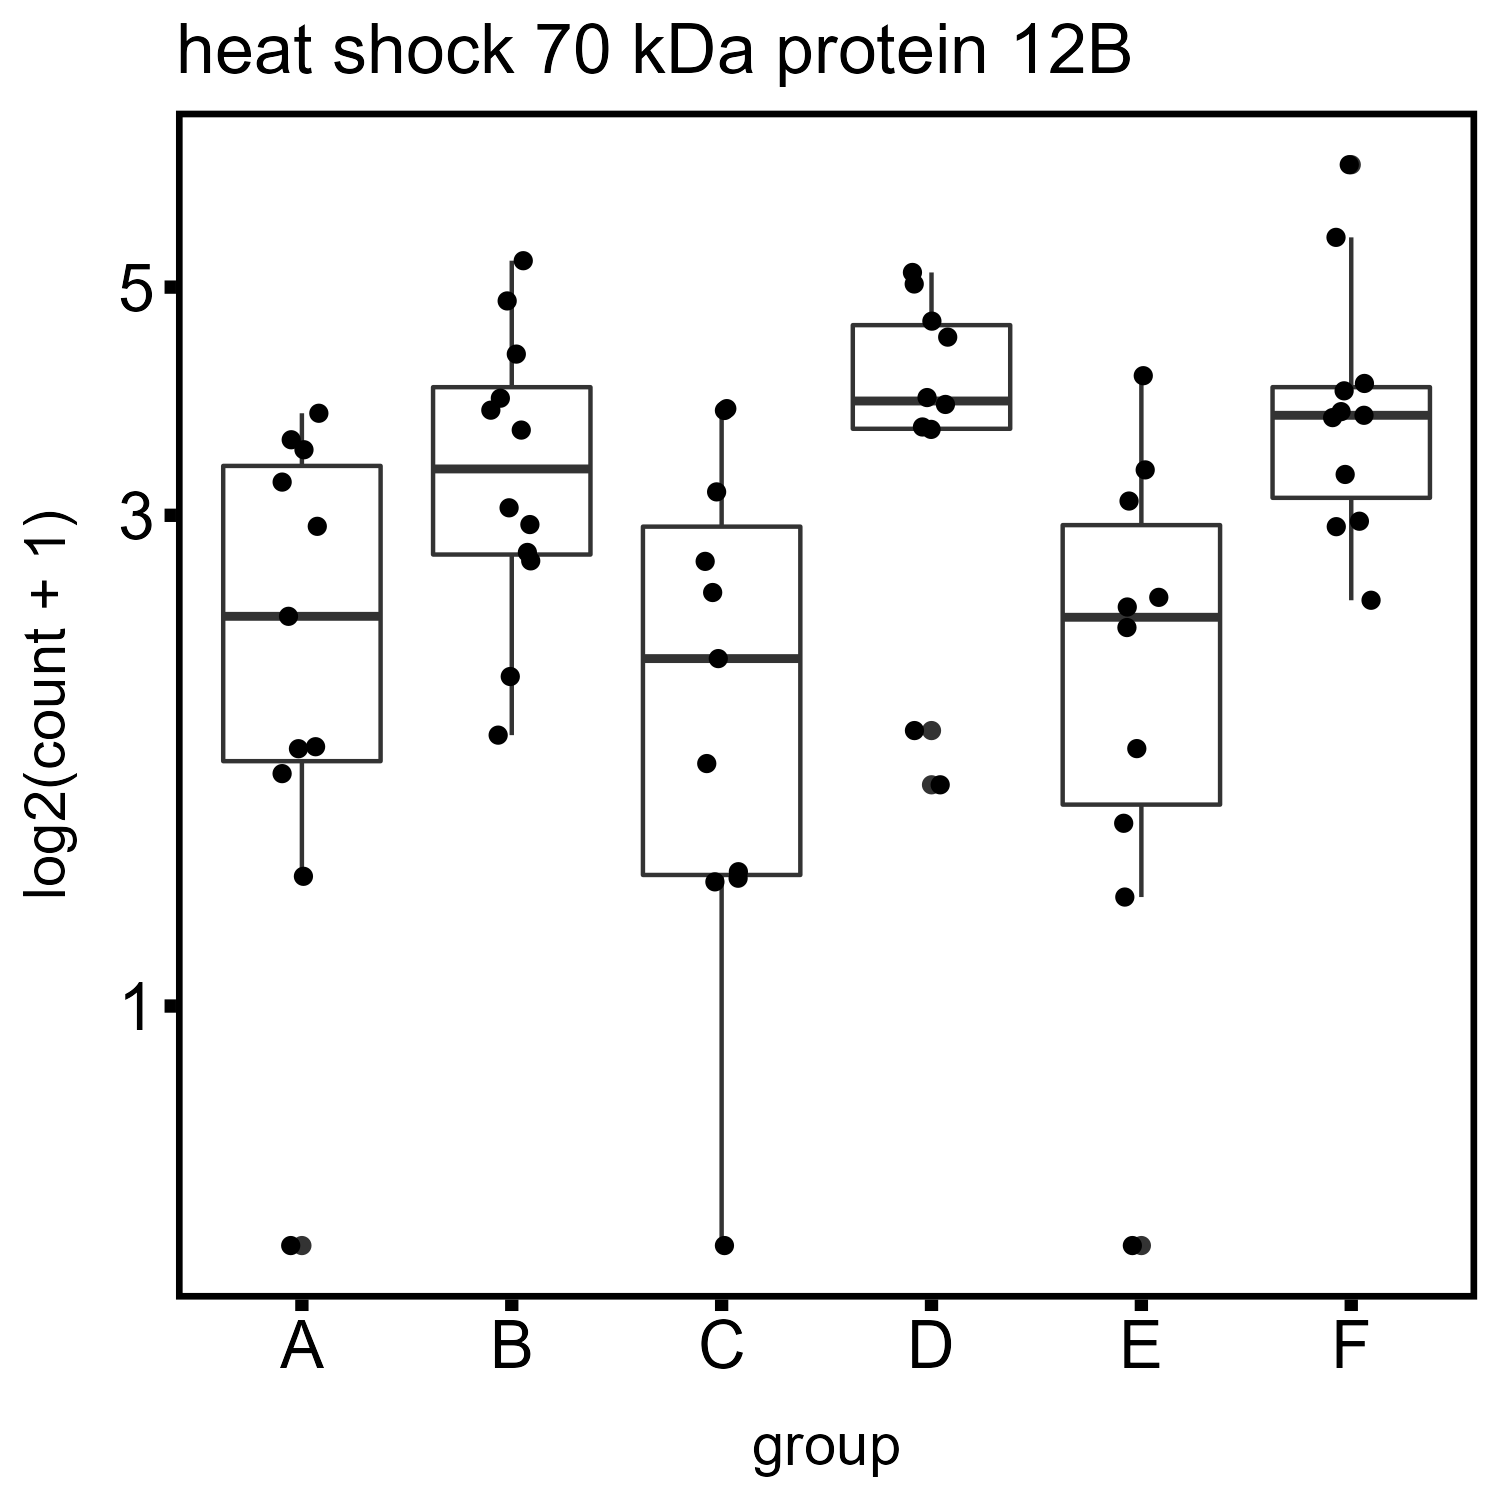 heat shock 70 kDa protein 12B
log2(count + 1)
5
3
1
A B C D E F
group